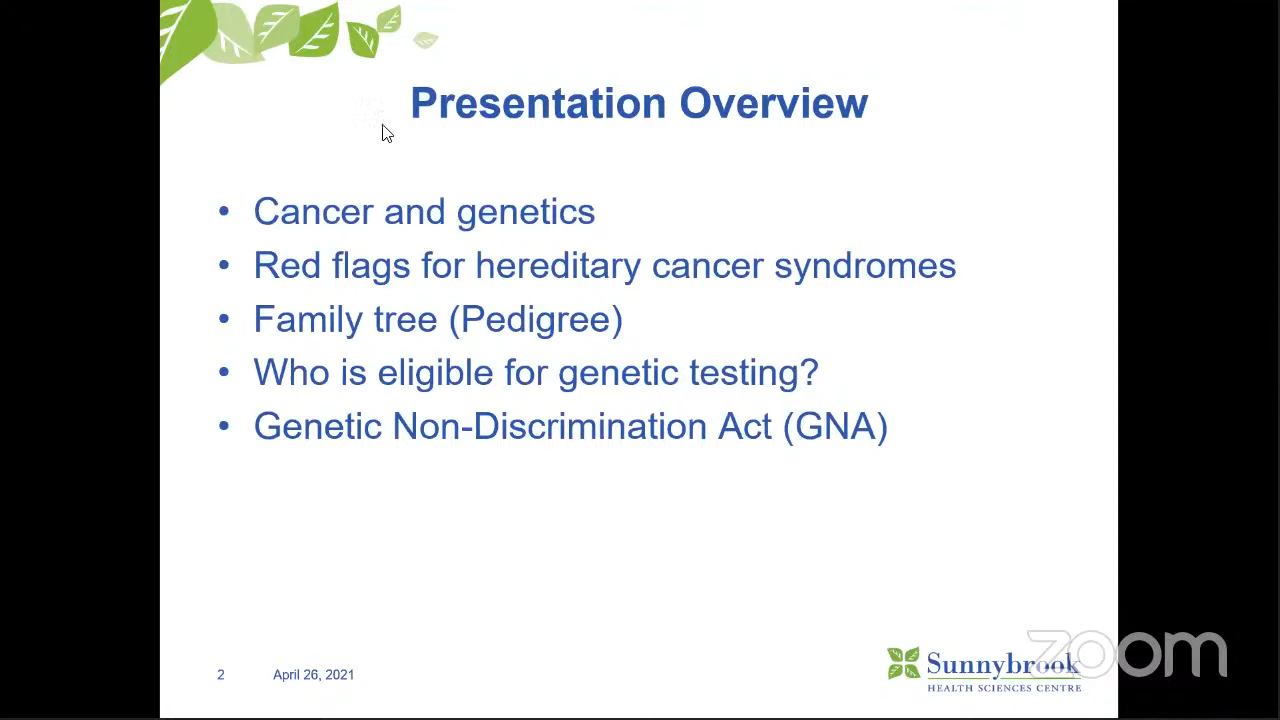 Presentation Overview
• Cancer and genetics
• Red flags for hereditary cancer syndromes
• Family tree (Pedigree)
• Who is eligible for genetic testing?
• Genetic Non-Discrimination Act (GNA)
2 April 26, 2021
Sunnybrook
HEALTH SCIENCES CENTRE
zoom